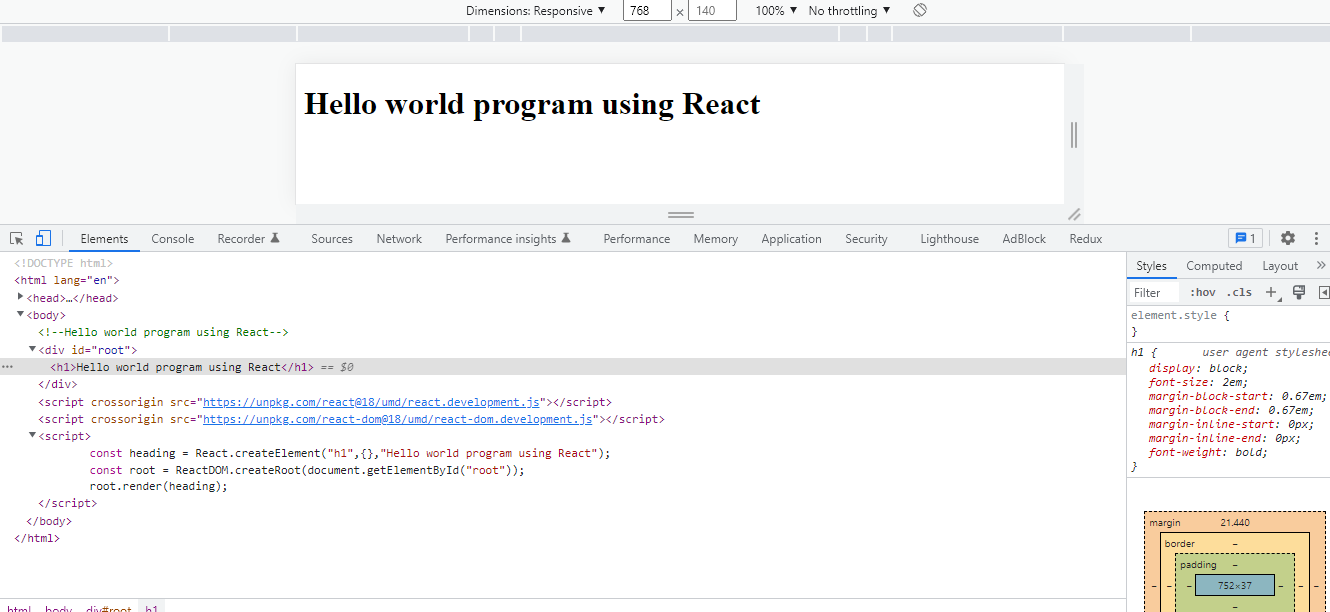 Dimensions: Responsive ▼ 768 × 140 100% ▼ No throttling ▼
Hello world program using React
Elements Console Recorder Sources Network Performance insights Performance Memory Application Security Lighthouse AdBlock Redux 1
<!DOCTYPE html>
<html lang="en">
<head>…</head>
<body>
<!--Hello world program using React-->
<div id="root">
<h1>Hello world program using React</h1> == $0
</div>
<script crossorigin src="https://unpkg.com/react@18/umd/react.development.js"></script>
<script crossorigin src="https://unpkg.com/react-dom@18/umd/react-dom.development.js"></script>
<script>
const heading = React.createElement("h1",{},"Hello world program using React");
const root = ReactDOM.createRoot(document.getElementById("root"));
root.render(heading);
</script>
</body>
</html>
html body div#root h1
Styles Computed Layout »
Filter :hov .cls +
element.style {
}
h1 { user agent styleshee
display: block;
font-size: 2em;
margin-block-start: 0.67em;
margin-block-end: 0.67em;
margin-inline-start: 0px;
margin-inline-end: 0px;
font-weight: bold;
}
margin 21.440
border –
padding –
– – – 752×37 – – –
–